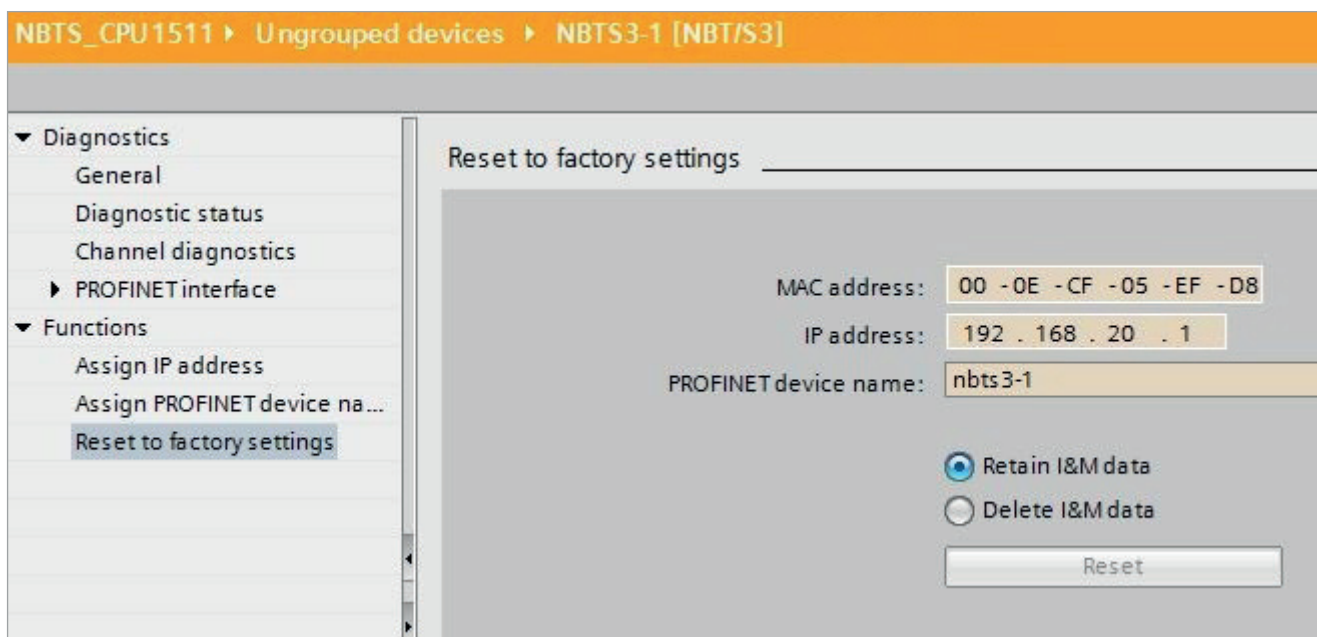 NBTS_CPU1511 ▸ Ungrouped devices ▸ NBTS3-1 [NBT/S3]
Diagnostics
General
Diagnostic status
Channel diagnostics
PROFINET interface
Functions
Assign IP address
Assign PROFINET device na...
Reset to factory settings
Reset to factory settings
MAC address: 00 -0E -CF -05 -EF -D8
IP address: 192 . 168 . 20 . 1
PROFINET device name: nbts3-1
Retain I&M data
Delete I&M data
Reset